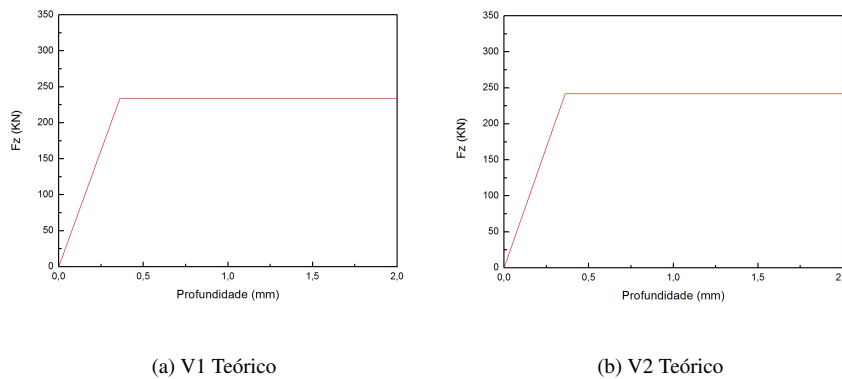 350
300
250
200
150
100
50
0
Fz (KN)
0,0 0,5 1,0 1,5 2,0
Profundidade (mm)
350
300
250
200
150
100
50
0
Fz (KN)
0,0 0,5 1,0 1,5 2
Profundidade (mm)
(a) V1 Teórico
(b) V2 Teórico